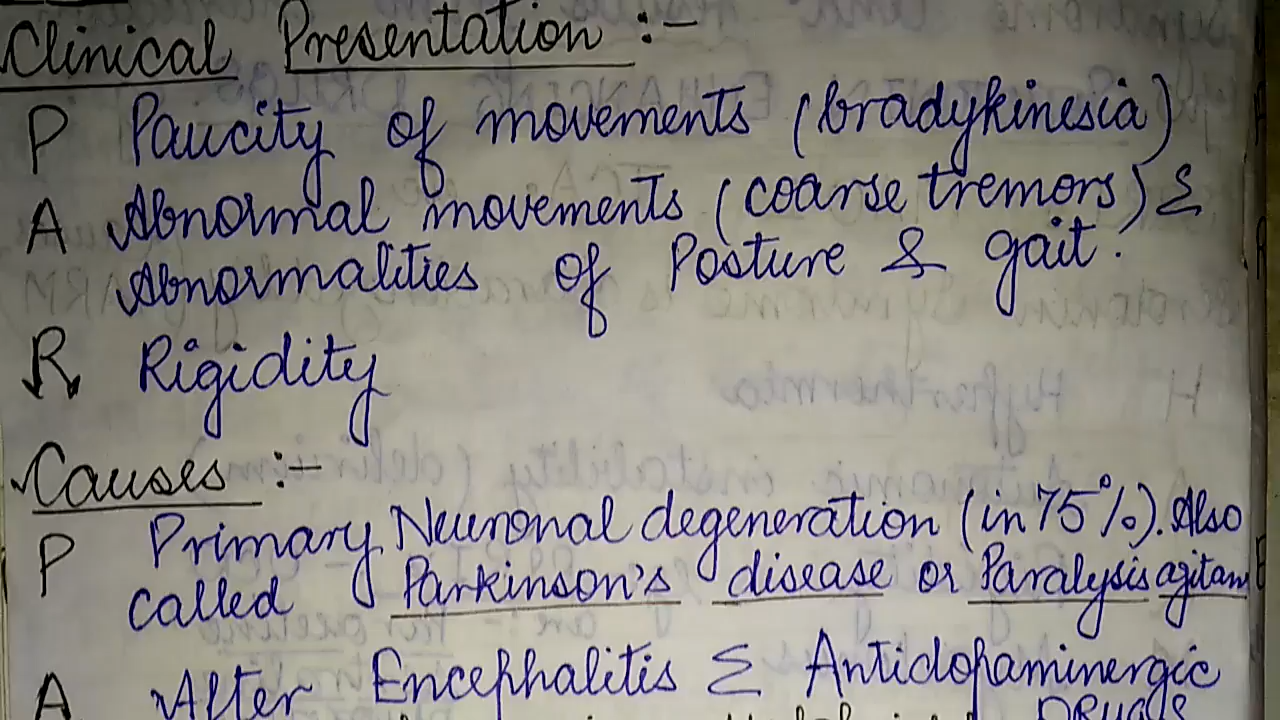 Clinical Presentation :-
P Paucity of movements (bradykinesia)
A Abnormal movements (coarse tremors) &
Abnormalities of Posture & gait.
R Rigidity
Causes :-
P Primary Neuronal degeneration (in 75%). Also
called Parkinson's disease or Paralysis agitans
A After Encephalitis & Antidopaminergic
DRUGS